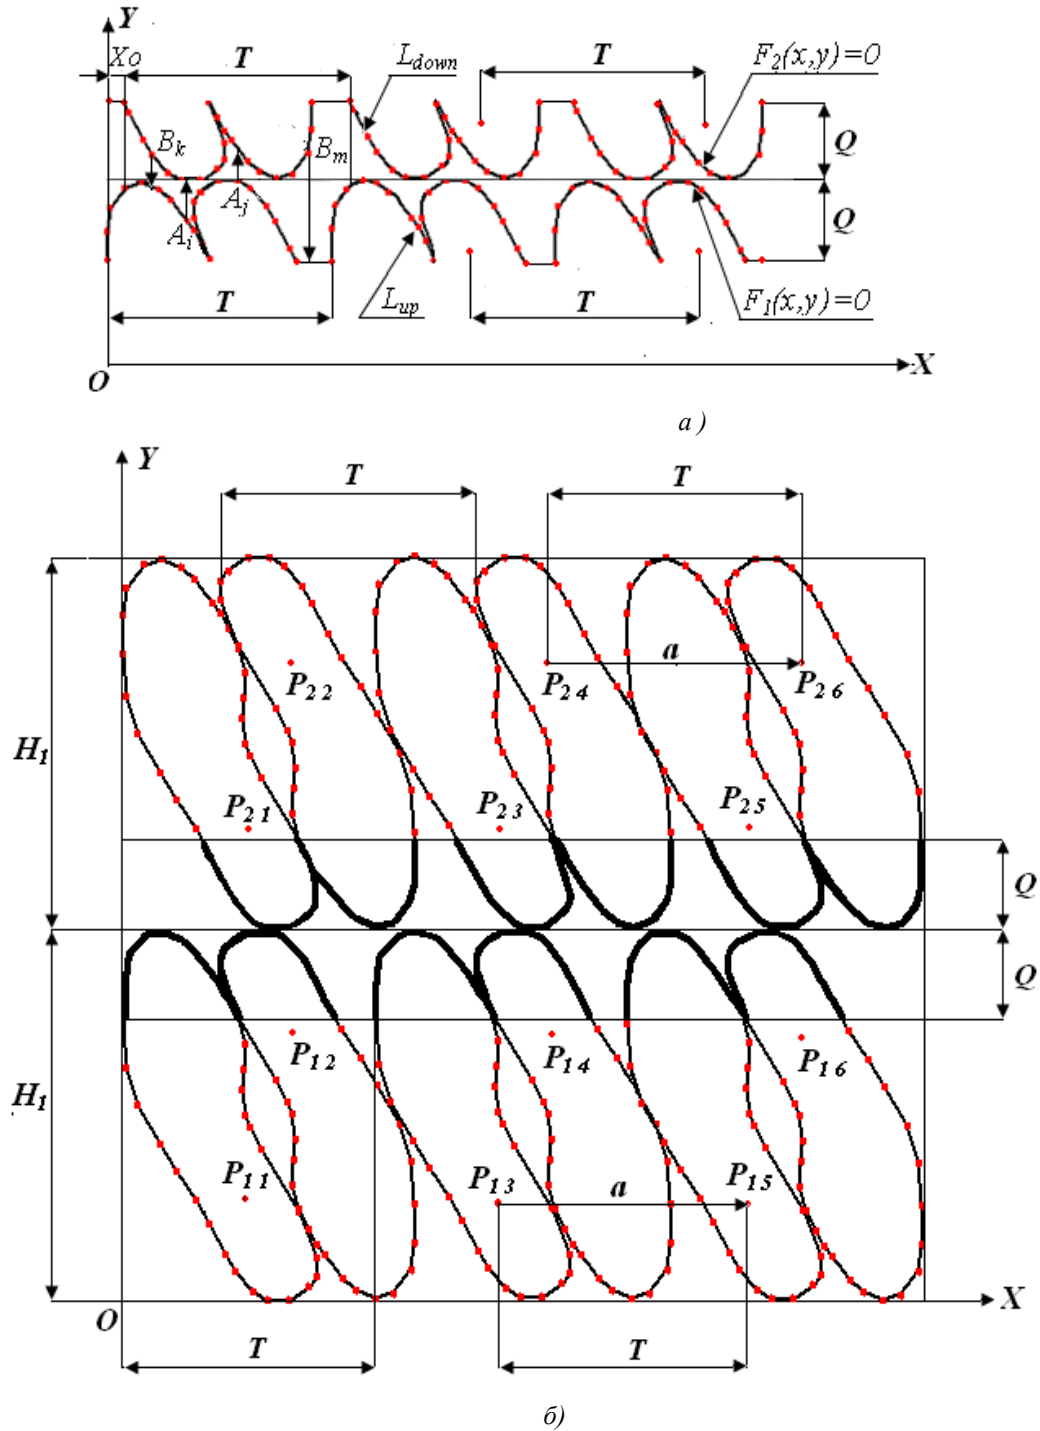 Y
Xo T L_down T F_2(x,y)=0
B_k B_m Q
A_i A_j Q
T L_up T F_1(x,y)=0
O X
а )
Y T T
a
P_22 P_24 P_26
H_1
P_21 P_23 P_25
Q
Q
P_12 P_14 P_16
H_1
P_11 P_13 a P_15
O X
T T
б)